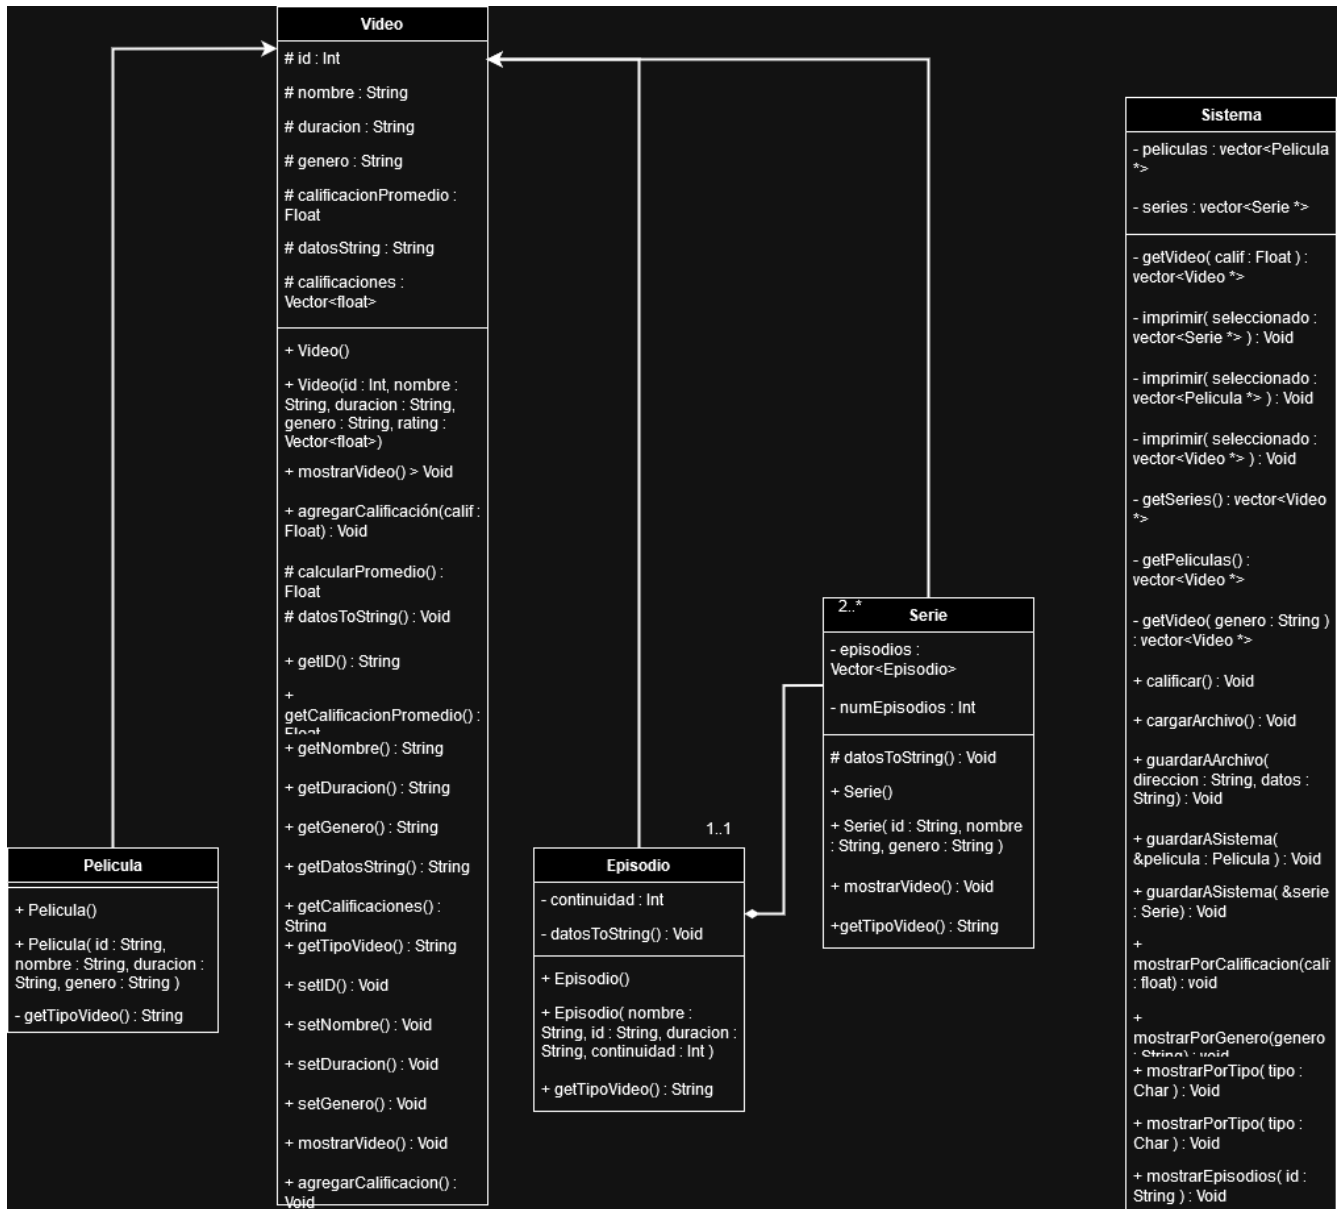 Video
# id : Int
# nombre : String
# duracion : String
# genero : String
# calificacionPromedio :
Float
# datosString : String
# calificaciones :
Vector<float>
+ Video()
+ Video(id : Int, nombre :
String, duracion : String,
genero : String, rating :
Vector<float>)
+ mostrarVideo() > Void
+ agregarCalificación(calif :
Float) : Void
# calcularPromedio() :
Float
# datosToString() : Void
+ getID() : String
+
getCalificacionPromedio() :
Float
+ getNombre() : String
+ getDuracion() : String
+ getGenero() : String
+ getDatosString() : String
+ getCalificaciones() :
String
+ getTipoVideo() : String
+ setID() : Void
+ setNombre() : Void
+ setDuracion() : Void
+ setGenero() : Void
+ mostrarVideo() : Void
+ agregarCalificacion() :
Void
Pelicula
+ Pelicula()
+ Pelicula( id : String,
nombre : String, duracion :
String, genero : String )
- getTipoVideo() : String
1..1
Episodio
- continuidad : Int
- datosToString() : Void
+ Episodio()
+ Episodio( nombre :
String, id : String, duracion :
String, continuidad : Int )
+ getTipoVideo() : String
2..*
Serie
- episodios :
Vector<Episodio>
- numEpisodios : Int
# datosToString() : Void
+ Serie()
+ Serie( id : String, nombre
: String, genero : String )
+ mostrarVideo() : Void
+getTipoVideo() : String
Sistema
- peliculas : vector<Pelicula
*>
- series : vector<Serie *>
- getVideo( calif : Float ) :
vector<Video *>
- imprimir( seleccionado :
vector<Serie *> ) : Void
- imprimir( seleccionado :
vector<Pelicula *> ) : Void
- imprimir( seleccionado :
vector<Video *> ) : Void
- getSeries() : vector<Video
*>
- getPeliculas() :
vector<Video *>
- getVideo( genero : String )
: vector<Video *>
+ calificar() : Void
+ cargarArchivo() : Void
+ guardarAArchivo(
direccion : String, datos :
String) : Void
+ guardarASistema(
&pelicula : Pelicula ) : Void
+ guardarASistema( &serie
: Serie) : Void
+
mostrarPorCalificacion(cali
: float) : void
+
mostrarPorGenero(genero
: String) : void
+ mostrarPorTipo( tipo :
Char ) : Void
+ mostrarPorTipo( tipo :
Char ) : Void
+ mostrarEpisodios( id :
String ) : Void